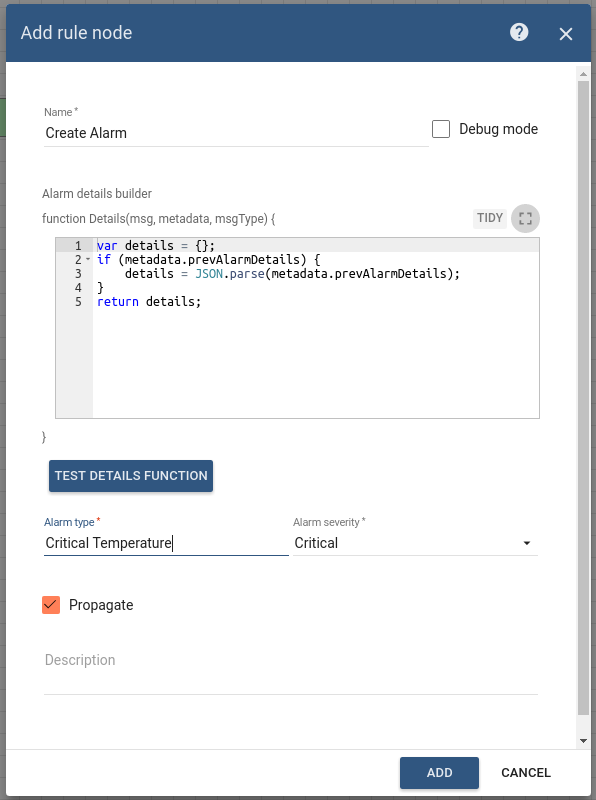 Add rule node
Name *
Create Alarm
Debug mode
Alarm details builder
function Details(msg, metadata, msgType) {
TIDY
1 var details = {};
2 if (metadata.prevAlarmDetails) {
3     details = JSON.parse(metadata.prevAlarmDetails);
4 }
5 return details;
}
TEST DETAILS FUNCTION
Alarm type *
Alarm severity *
Critical Temperature
Critical
Propagate
Description
ADD
CANCEL